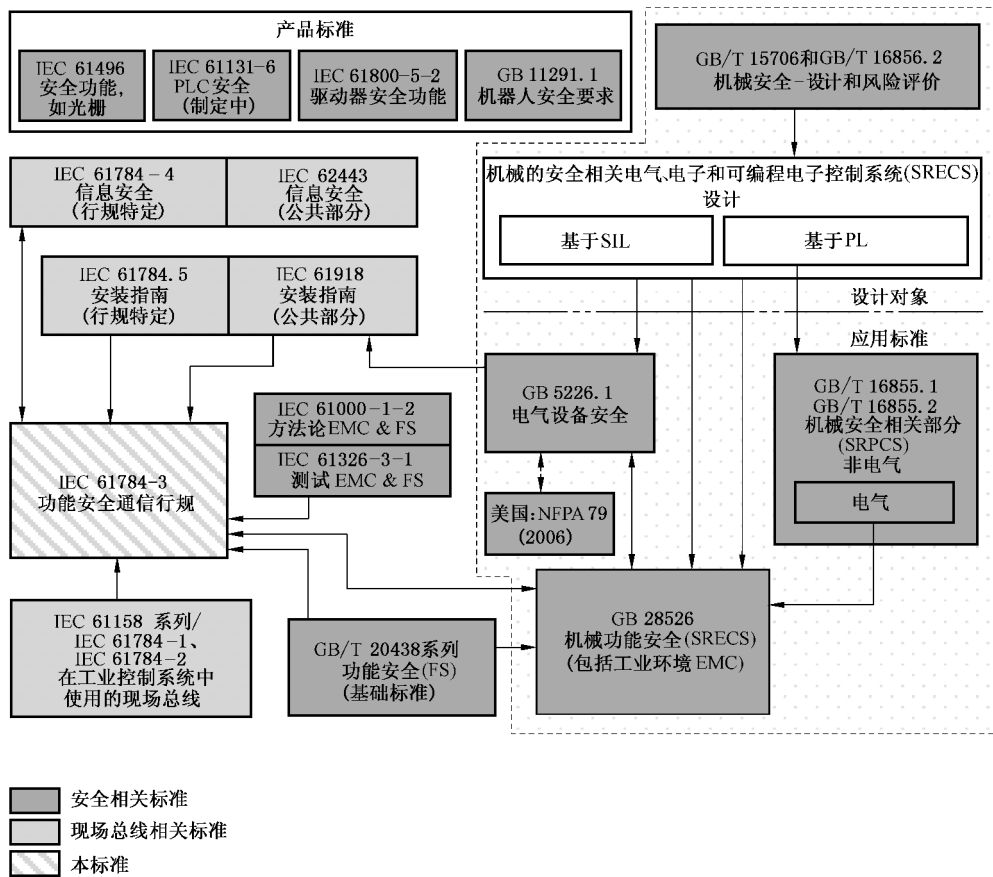 产品标准
IEC 61496
安全功能,
如光栅
IEC 61131-6
PLC安全
(制定中)
IEC 61800-5-2
驱动器安全功能
GB 11291.1
机器人安全要求
GB/T 15706和GB/T 16856.2
机械安全-设计和风险评价
机械的安全相关电气、电子和可编程电子控制系统(SRECS)
设计
基于SIL
基于PL
设计对象
应用标准
IEC 61784-4
信息安全
(行规特定)
IEC 62443
信息安全
(公共部分)
IEC 61784.5
安装指南
(行规特定)
IEC 61918
安装指南
(公共部分)
GB 5226.1
电气设备安全
GB/T 16855.1
GB/T 16855.2
机械安全相关部分
(SRPCS)
非电气
电气
IEC 61000-1-2
方法论EMC & FS
IEC 61326-3-1
测试 EMC & FS
IEC 61784-3
功能安全通信行规
美国:NFPA 79
(2006)
IEC 61158 系列/
IEC 61784-1、
IEC 61784-2
在工业控制系统中
使用的现场总线
GB/T 20438系列
功能安全(FS)
(基础标准)
GB 28526
机械功能安全(SRECS)
(包括工业环境EMC)
安全相关标准
现场总线相关标准
本标准